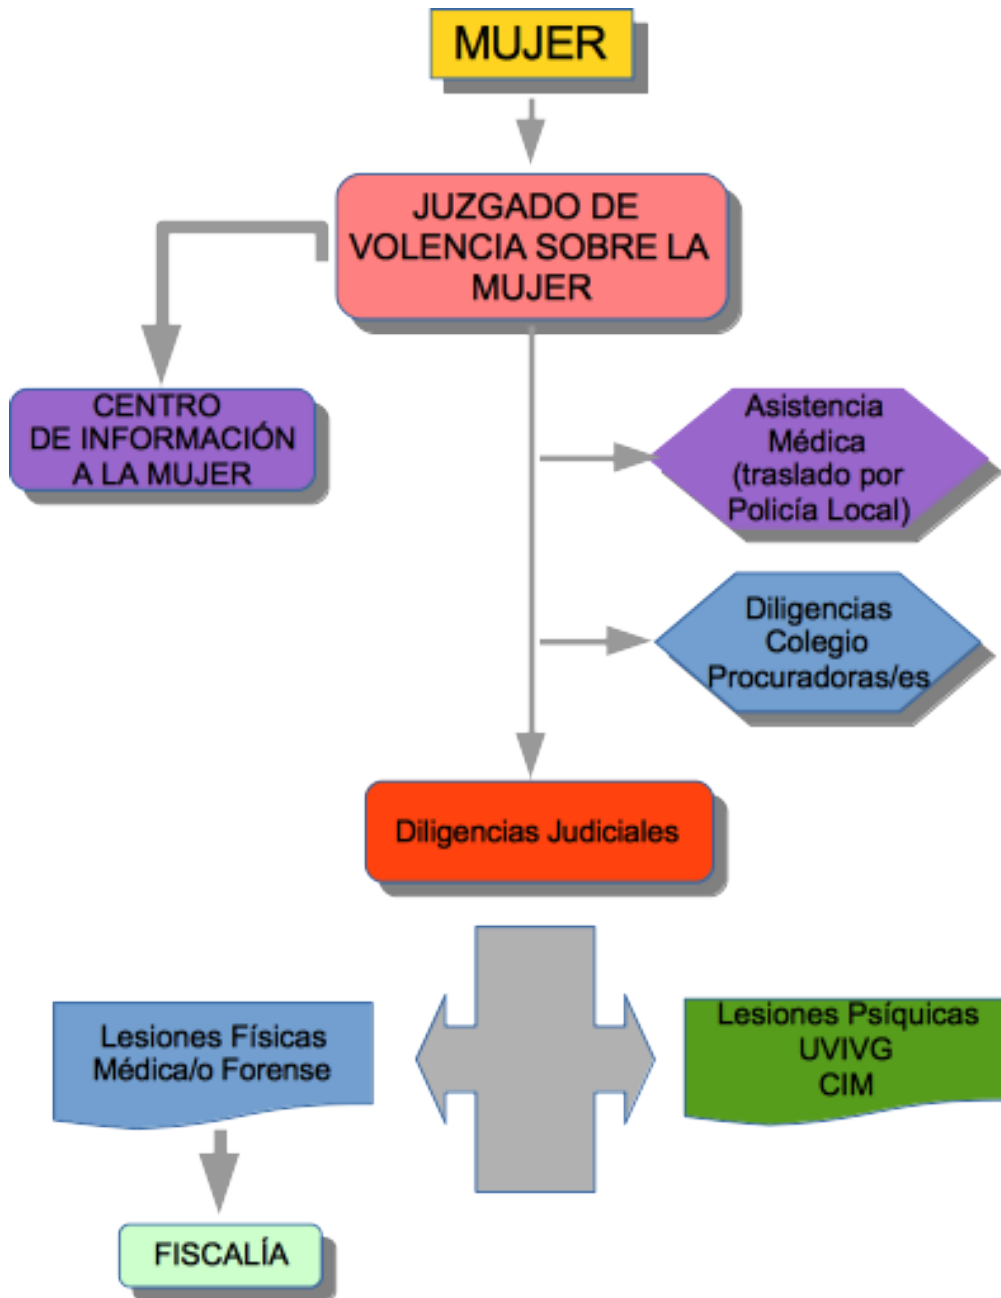 MUJER
JUZGADO DE
VOLENCIA SOBRE LA
MUJER
CENTRO
DE INFORMACIÓN
A LA MUJER
Asistencia
Médica
(traslado por
Policía Local)
Diligencias
Colegio
Procuradoras/es
Diligencias Judiciales
Lesiones Físicas
Médica/o Forense
Lesiones Psíquicas
UVIVG
CIM
FISCALÍA